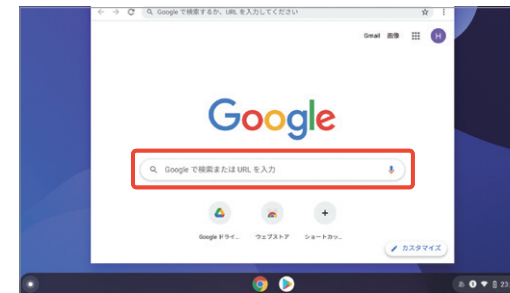 Google で検索するか、URL を入力してください
Gmail 画像 H
Google
Google で検索または URL を入力
Google ドライ... ウェブストア ショートカッ...
カスタマイズ
あ 23